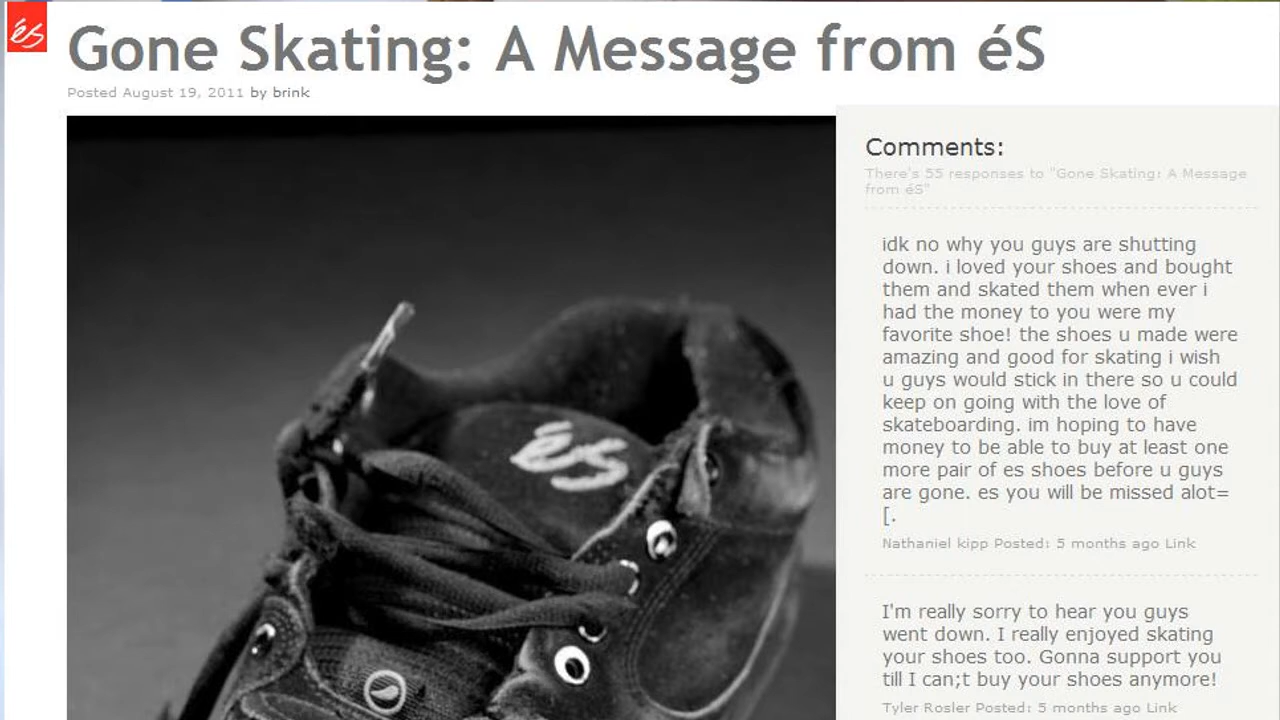 éS
Gone Skating: A Message from éS
Posted August 19, 2011 by brink
éS
Comments:
There's 55 responses to "Gone Skating: A Message
from éS"
idk no why you guys are shutting
down. i loved your shoes and bought
them and skated them when ever i
had the money to you were my
favorite shoe! the shoes u made were
amazing and good for skating i wish
u guys would stick in there so u could
keep on going with the love of
skateboarding. im hoping to have
money to be able to buy at least one
more pair of es shoes before u guys
are gone. es you will be missed alot=
[.
Nathaniel kipp Posted: 5 months ago Link
I'm really sorry to hear you guys
went down. I really enjoyed skating
your shoes too. Gonna support you
till I can;t buy your shoes anymore!
Tyler Rosler Posted: 5 months ago Link